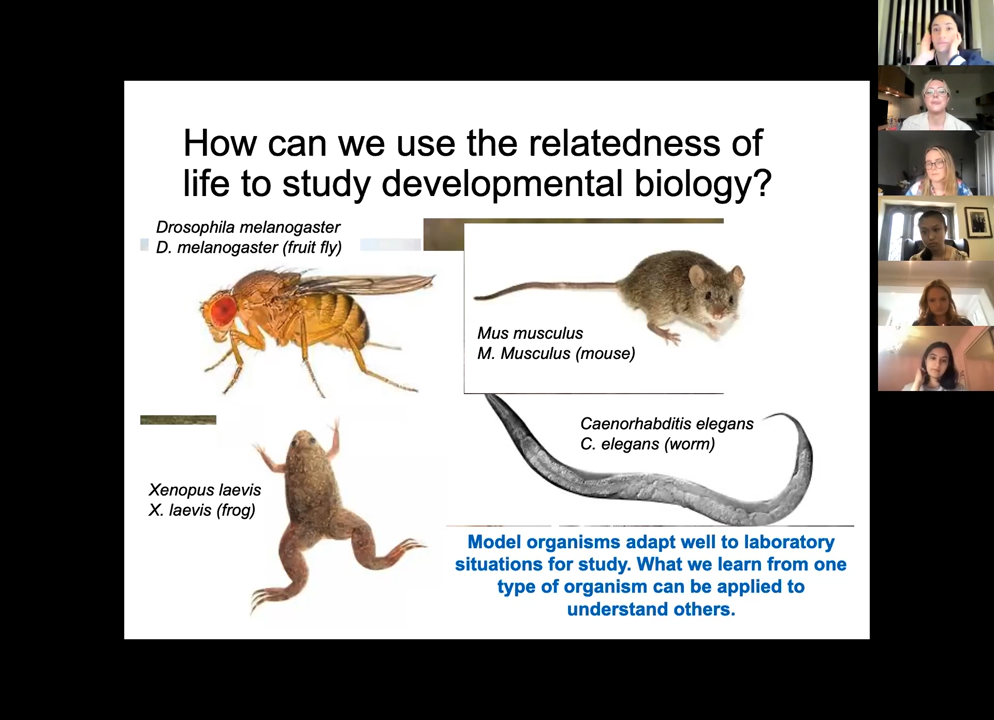 How can we use the relatedness of
life to study developmental biology?
Drosophila melanogaster
D. melanogaster (fruit fly)
Mus musculus
M. Musculus (mouse)
Caenorhabditis elegans
C. elegans (worm)
Xenopus laevis
X. laevis (frog)
Model organisms adapt well to laboratory
situations for study. What we learn from one
type of organism can be applied to
understand others.